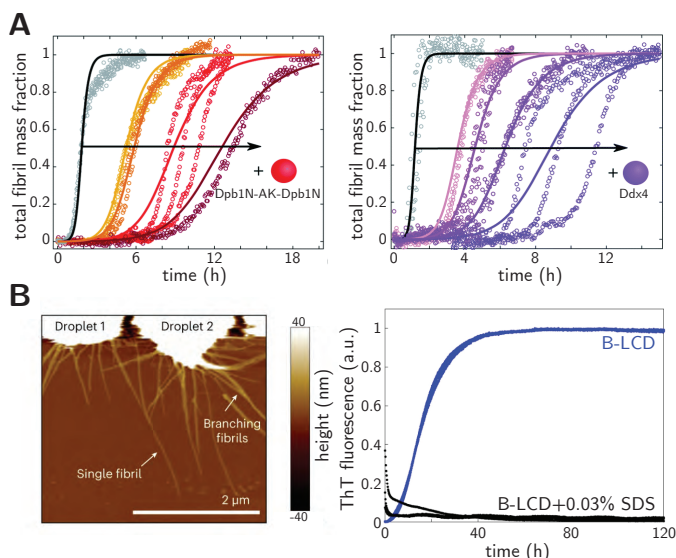 A
total fibril mass fraction
1
0.8
0.6
0.4
0.2
0
0 6 12 18
time (h)
+
Dpb1N-AK-Dpb1N
total fibril mass fraction
1
0.8
0.6
0.4
0.2
0
0 4 8 12
time (h)
+
Ddx4
B
Droplet 1 Droplet 2
Branching
fibrils
Single fibril
2 μm
40
height (nm)
-40
ThT fluorescence (a.u.)
1
0.8
0.6
0.4
0.2
0
0 20 40 60 80 100 120
time (h)
B-LCD
B-LCD+0.03% SDS